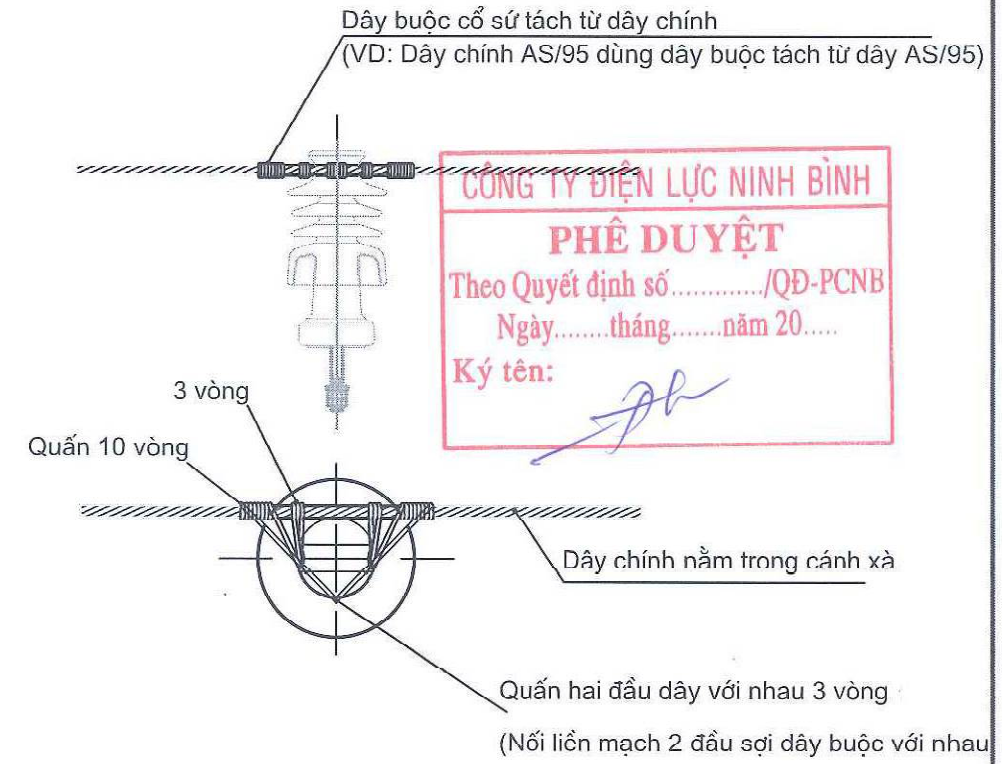 Dây buộc cổ sứ tách từ dây chính
(VD: Dây chính AS/95 dùng dây buộc tách từ dây AS/95)
CÔNG TY ĐIỆN LỰC NINH BÌNH
PHÊ DUYỆT
Theo Quyết định số............./QĐ-PCNB
Ngày........tháng.......năm 20.....
Ký tên:
3 vòng
Quấn 10 vòng
Dây chính nằm trong cánh xà
Quấn hai đầu dây với nhau 3 vòng
(Nối liền mạch 2 đầu sợi dây buộc với nhau